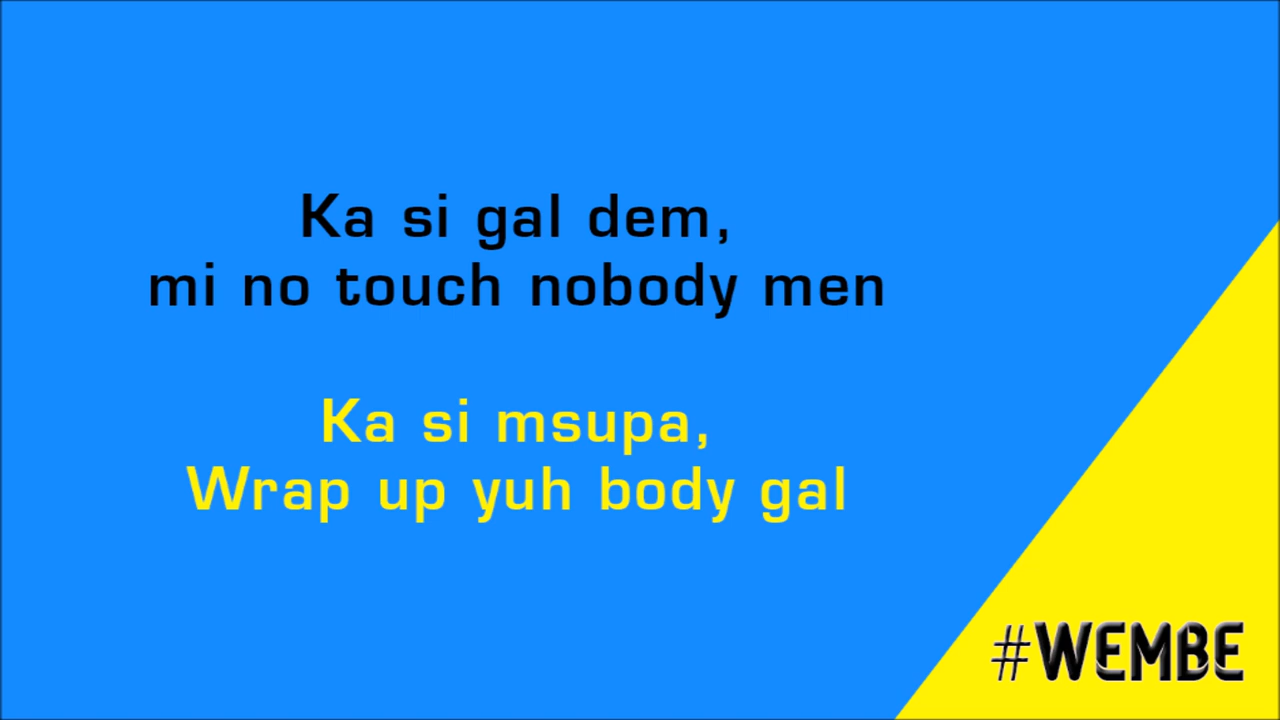 Ka si gal dem,
mi no touch nobody men
Ka si msupa,
Wrap up yuh body gal
#WEMBE